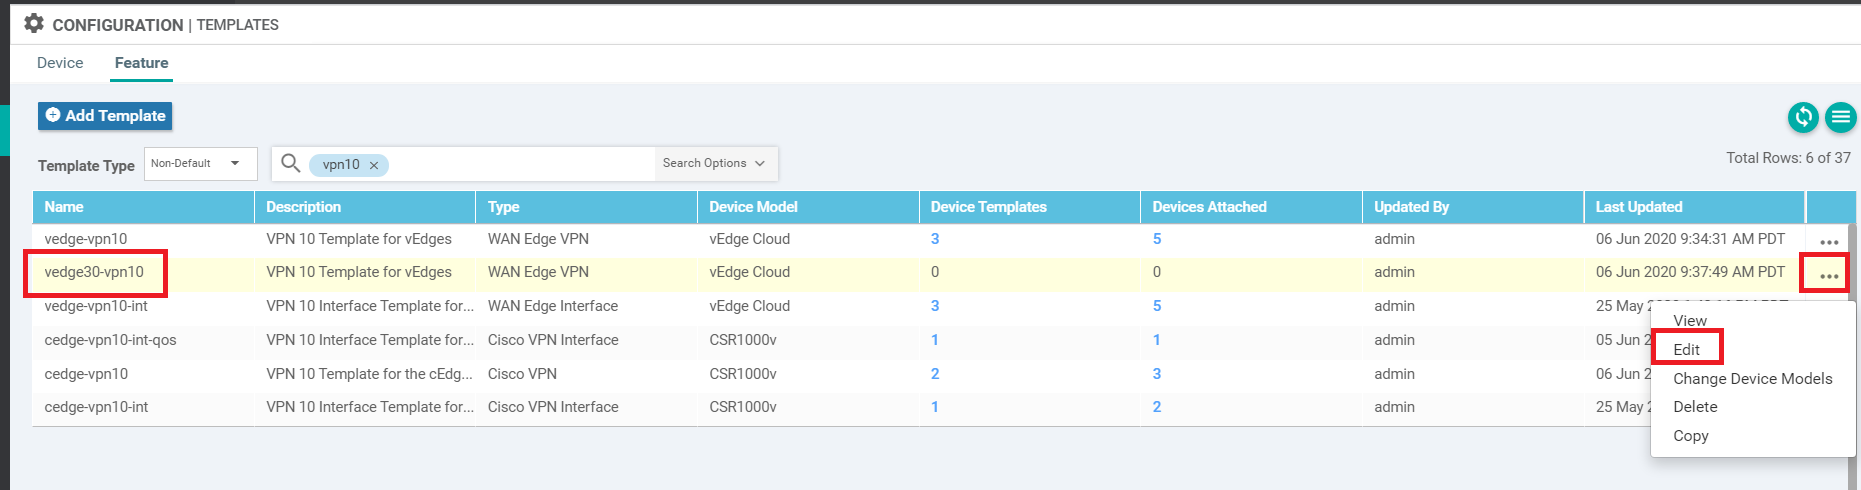 CONFIGURATION | TEMPLATES
Device Feature
Add Template
Template Type Non-Default vpn10 × Search Options Total Rows: 6 of 37
Name Description Type Device Model Device Templates Devices Attached Updated By Last Updated
vedge-vpn10 VPN 10 Template for vEdges WAN Edge VPN vEdge Cloud 3 5 admin 06 Jun 2020 9:34:31 AM PDT
vedge30-vpn10 VPN 10 Template for vEdges WAN Edge VPN vEdge Cloud 0 0 admin 06 Jun 2020 9:37:49 AM PDT
vedge-vpn10-int VPN 10 Interface Template for... WAN Edge Interface vEdge Cloud 3 5 admin 25 May
View
cedge-vpn10-int-qos VPN 10 Interface Template for... Cisco VPN Interface CSR1000v 1 1 admin 05 Jun
Edit
cedge-vpn10 VPN 10 Template for the cEdg... Cisco VPN CSR1000v 2 3 admin 06 Jun
Change Device Models
cedge-vpn10-int VPN 10 Interface Template for... Cisco VPN Interface CSR1000v 1 2 admin 25 May
Delete
Copy